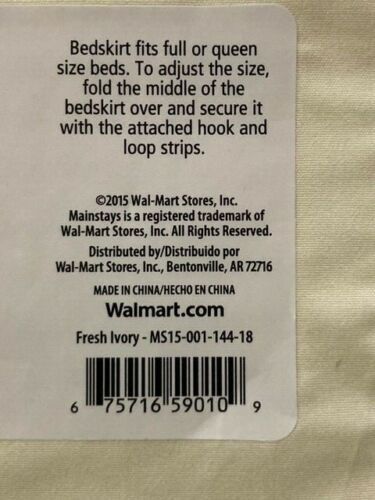 Bedskirt fits full or queen
size beds. To adjust the size,
fold the middle of the
bedskirt over and secure it
with the attached hook and
loop strips.
©2015 Wal-Mart Stores, Inc.
Mainstays is a registered trademark of
Wal-Mart Stores, Inc. All Rights Reserved.
Distributed by/Distribuido por
Wal-Mart Stores, Inc., Bentonville, AR 72716
MADE IN CHINA/HECHO EN CHINA
Walmart.com
Fresh Ivory - MS15-001-144-18
6 75716 59010 9